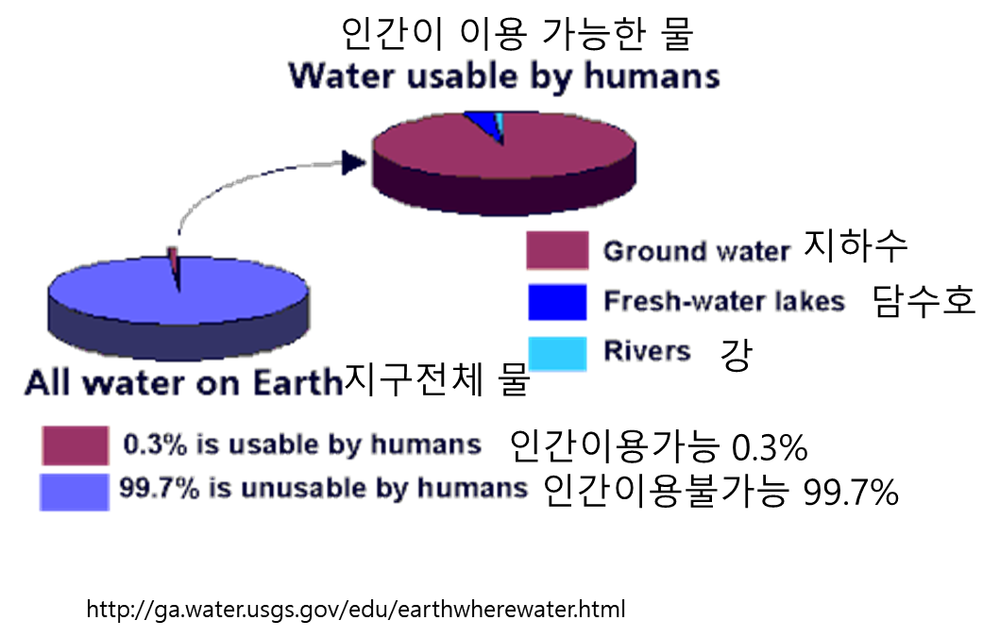 인간이 이용 가능한 물
Water usable by humans
Ground water 지하수
Fresh-water lakes 담수호
Rivers 강
All water on Earth지구전체 물
0.3% is usable by humans 인간이용가능 0.3%
99.7% is unusable by humans 인간이용불가능 99.7%
http://ga.water.usgs.gov/edu/earthwherewater.html